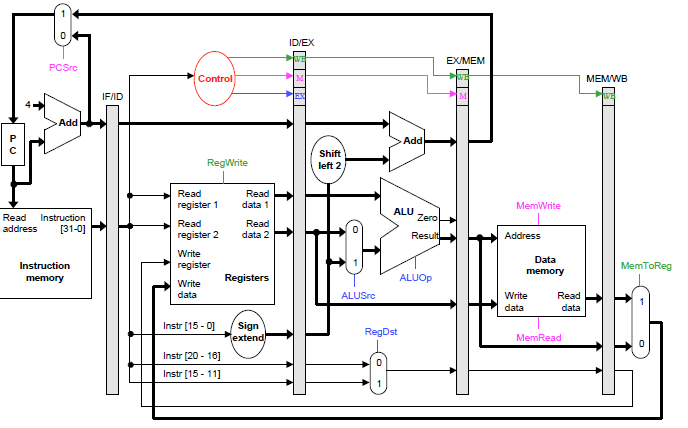 1
0
PCSrc
4
Add
P
C
IF/ID
Control
ID/EX
WB
M
EX
EX/MEM
WB
M
MEM/WB
WB
Add
Shift
left 2
RegWrite
Read
register 1
Read
data 1
Read
register 2
Read
data 2
Write
register
Registers
Write
data
Read
address
Instruction
[31-0]
Instruction
memory
0
1
ALUSrc
ALU
Zero
Result
ALUOp
MemWrite
Address
Data
memory
Write
data
Read
data
MemRead
MemToReg
1
0
Instr [15 - 0]
Sign
extend
Instr [20 - 16]
Instr [15 - 11]
RegDst
0
1